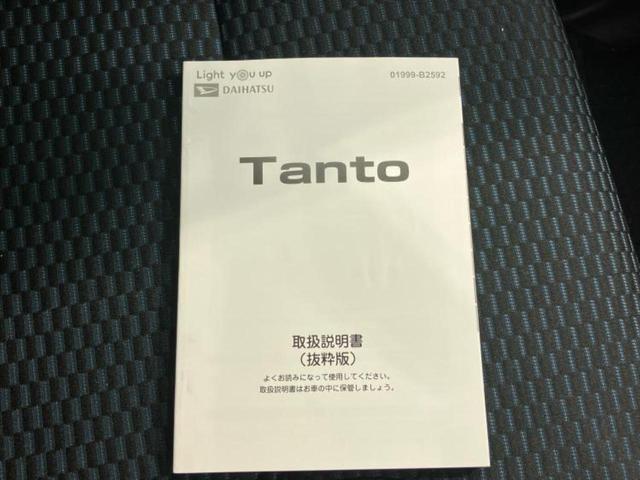 Light you up
01999-B2592
DAIHATSU
Tanto
取扱説明書
（抜粋版）
よくお読みになって使用してください。
取扱説明書はお車の中に保管しましょう。